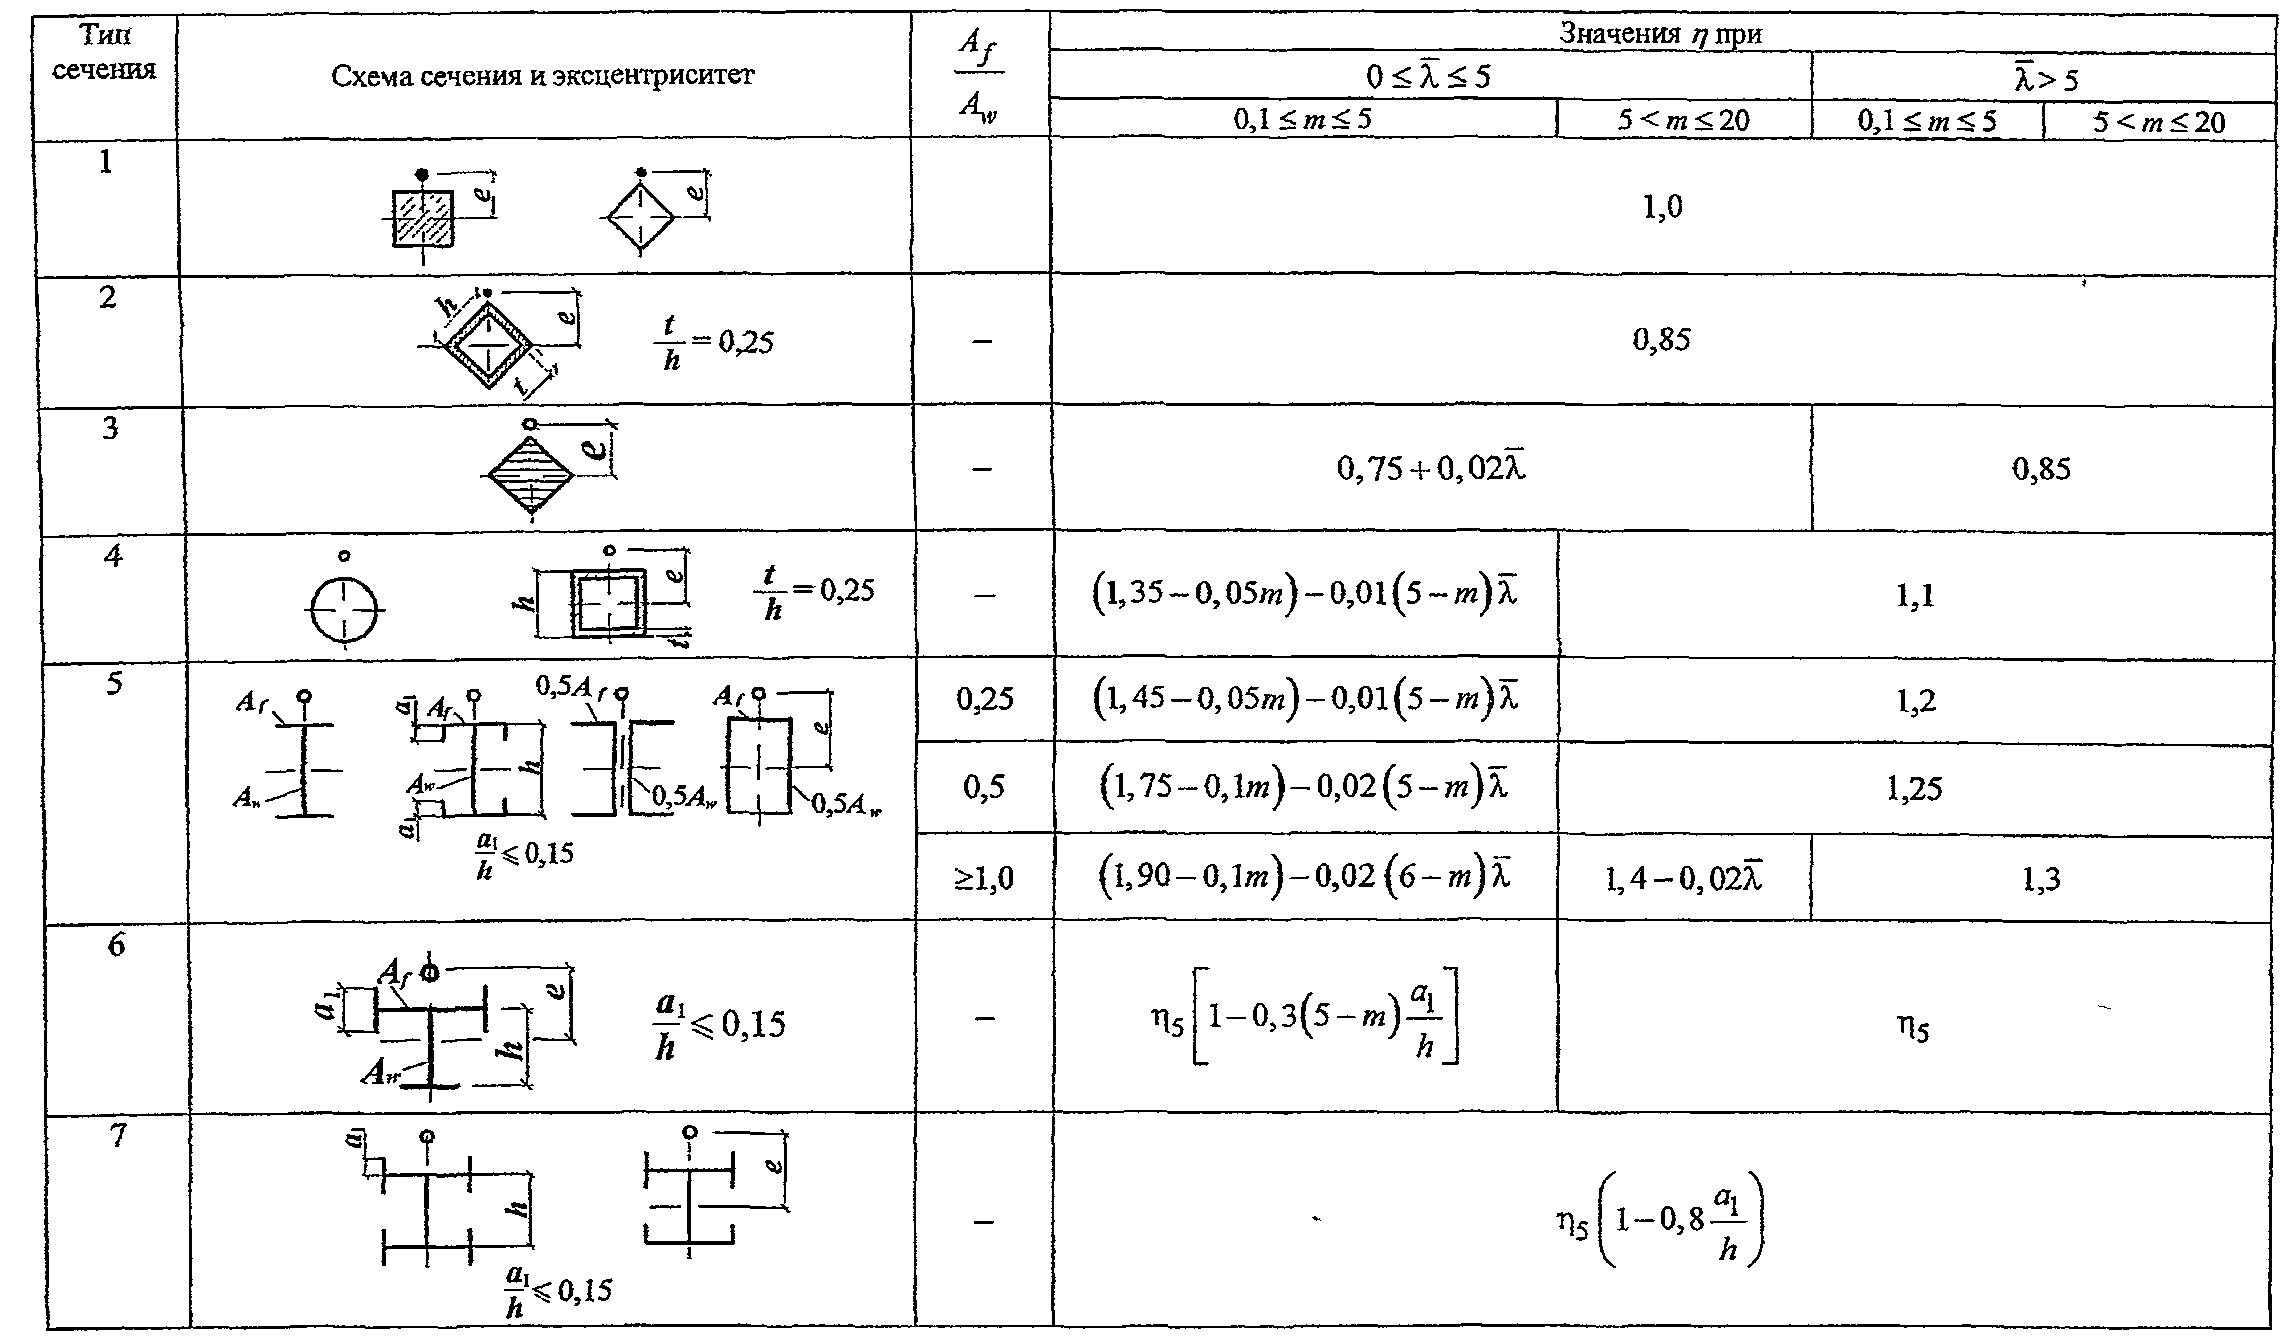 Тип сечения
Схема сечения и эксцентриситет
A_f / A_w
Значения η при
0 ≤ λ̅ ≤ 5
λ̅ > 5
0,1 ≤ m ≤ 5
5 < m ≤ 20
0,1 ≤ m ≤ 5
5 < m ≤ 20
1
e
e
1,0
2
h
e
t
t/h = 0,25
–
0,85
3
e
–
0,75 + 0,02λ̅
0,85
4
h
e
t
t/h = 0,25
–
(1,35 – 0,05m) – 0,01(5 – m)λ̅
1,1
5
A_f
a_1
A_f
0,5A_f
A_f
e
h
A_w
A_w
0,5A_w
0,5A_w
a_1
a_1/h ⩽ 0,15
0,25
(1,45 – 0,05m) – 0,01(5 – m)λ̅
1,2
0,5
(1,75 – 0,1m) – 0,02(5 – m)λ̅
1,25
≥1,0
(1,90 – 0,1m) – 0,02(6 – m)λ̅
1,4 – 0,02λ̅
1,3
6
A_f
a_1
e
h
A_w
a_1/h ⩽ 0,15
–
η_5[1 – 0,3(5 – m) a_1/h]
η_5
7
a_1
h
e
a_1/h ⩽ 0,15
–
η_5(1 – 0,8 a_1/h)